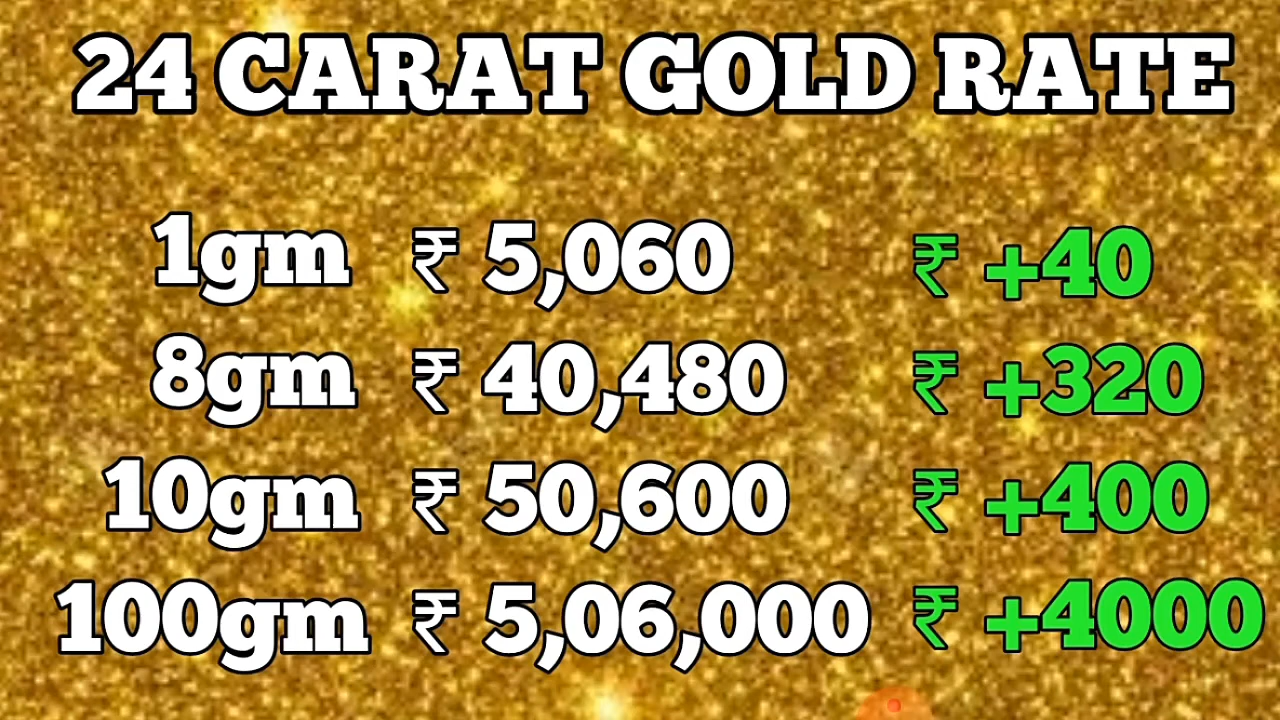 24 CARAT GOLD RATE
1gm ₹ 5,060 ₹ +40
8gm ₹ 40,480 ₹ +320
10gm ₹ 50,600 ₹ +400
100gm ₹ 5,06,000 ₹ +4000